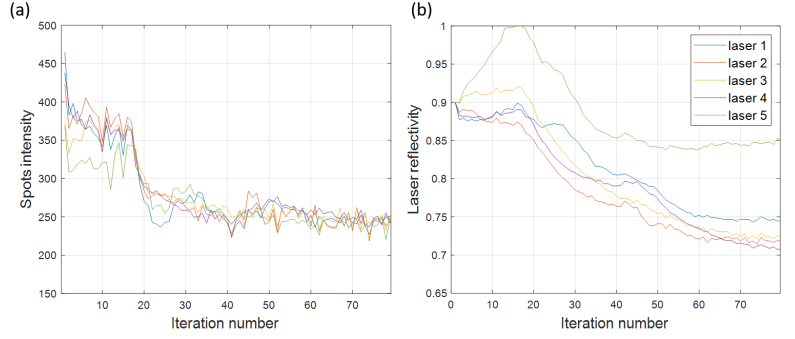 (a)
500
450
400
350
300
250
200
150
Spots intensity
10 20 30 40 50 60 70
Iteration number
(b)
1
0.95
0.9
0.85
0.8
0.75
0.7
0.65
Laser reflectivity
0 10 20 30 40 50 60 70
Iteration number
laser 1
laser 2
laser 3
laser 4
laser 5